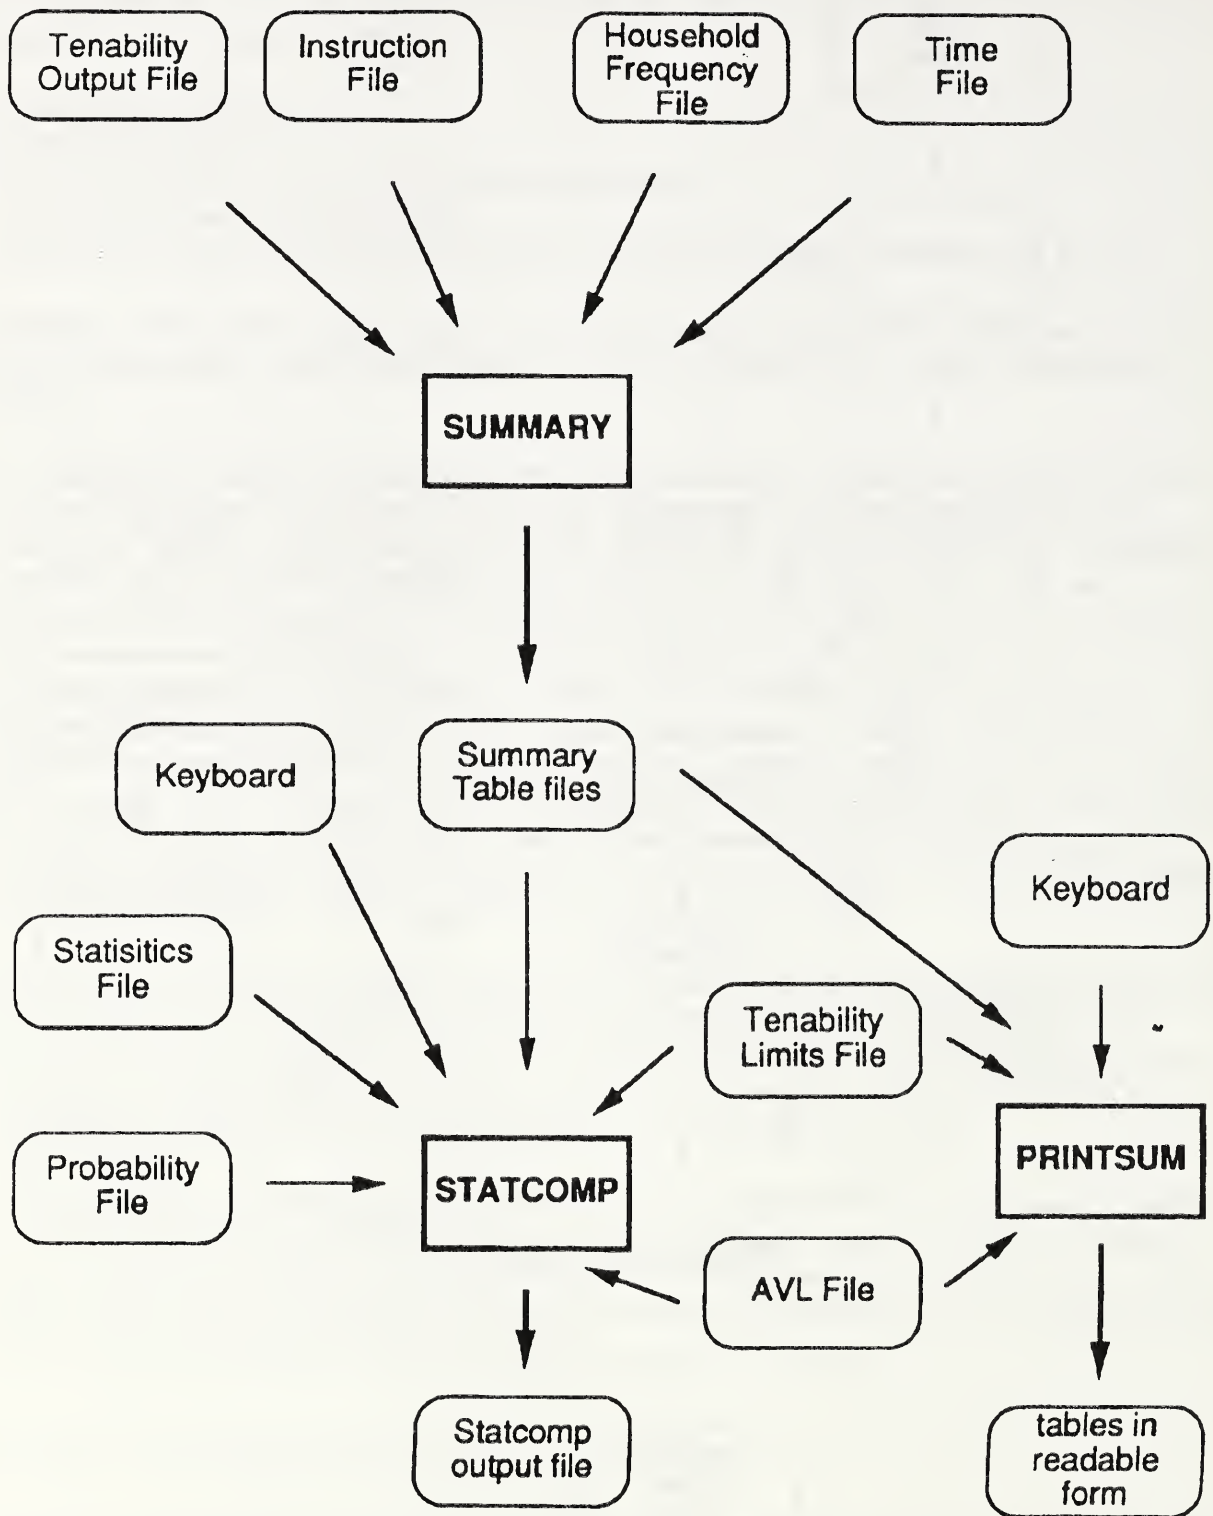 Tenability
Output File
Instruction
File
Household
Frequency
File
Time
File
SUMMARY
Keyboard
Summary
Table files
Keyboard
Statisitics
File
Tenability
Limits File
Probability
File
STATCOMP
PRINTSUM
AVL File
Statcomp
output file
tables in
readable
form